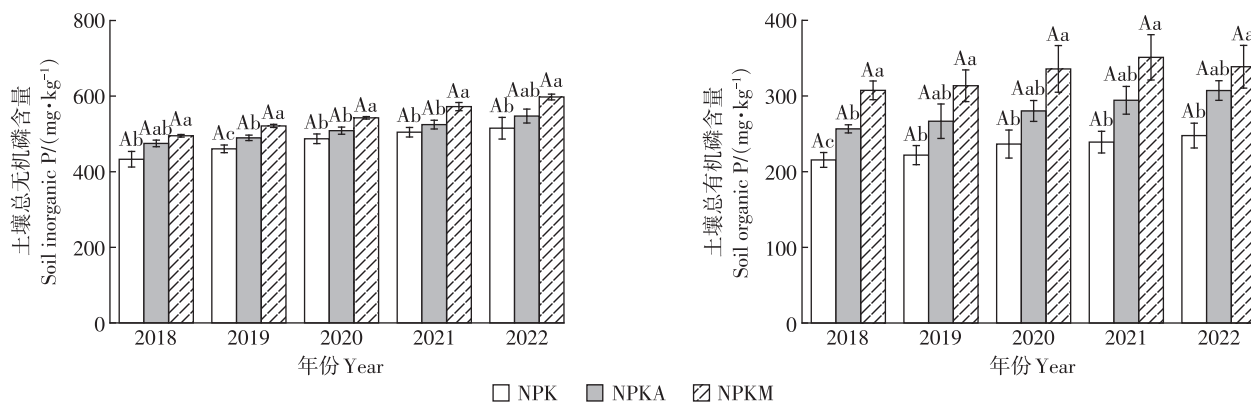 土壤总无机磷含量
Soil inorganic P/(mg•kg⁻¹)
800
600
400
200
0
Ab Aab Aa
Ac Ab Aa
Ab Ab Aa
Ab Ab Aa
Ab Aab Aa
2018 2019 2020 2021 2022
年份 Year
土壤总有机磷含量
Soil organic P/(mg•kg⁻¹)
400
300
200
100
0
Ac Ab Aa
Ab Aab Aa
Ab Aab Aa
Ab Aab Aa
Ab Aab Aa
2018 2019 2020 2021 2022
年份 Year
NPK NPKA NPKM